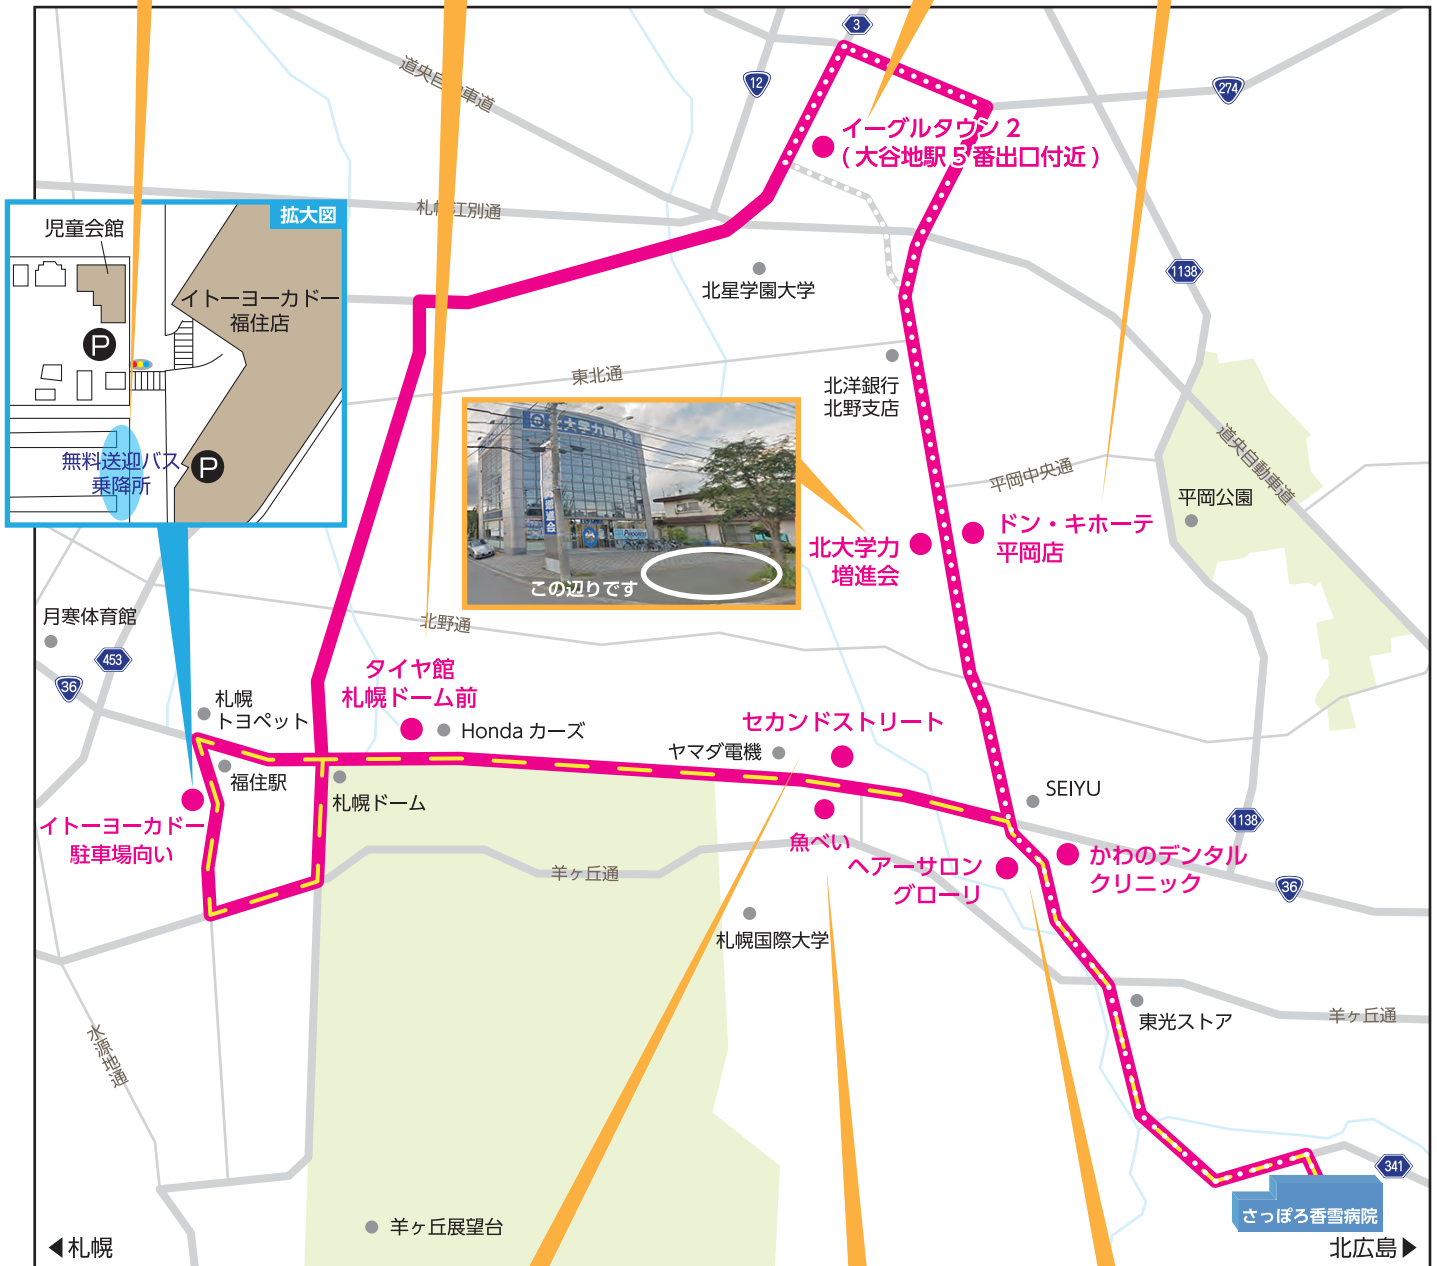 3
12
274
道央自動車道
イーグルタウン 2
( 大谷地駅 5 番出口付近 )
札幌江別通
拡大図
児童会館
イトーヨーカドー
福住店
P
P
無料送迎バス
乗降所
1138
北星学園大学
東北通
北洋銀行
北野支店
道央自動車道
平岡中央通
平岡公園
北大学力増進会
増進会
この辺りです
北大学力
増進会
ドン・キホーテ
平岡店
月寒体育館
453
36
北野通
タイヤ館
札幌ドーム前
札幌
トヨペット
Honda カーズ
セカンドストリート
ヤマダ電機
福住駅
札幌ドーム
SEIYU
イトーヨーカドー
駐車場向い
魚べい
1138
ヘアーサロン
グローリ
かわのデンタル
クリニック
36
羊ヶ丘通
札幌国際大学
東光ストア
羊ヶ丘通
水源地通
341
さっぽろ香雪病院
羊ヶ丘展望台
札幌
北広島